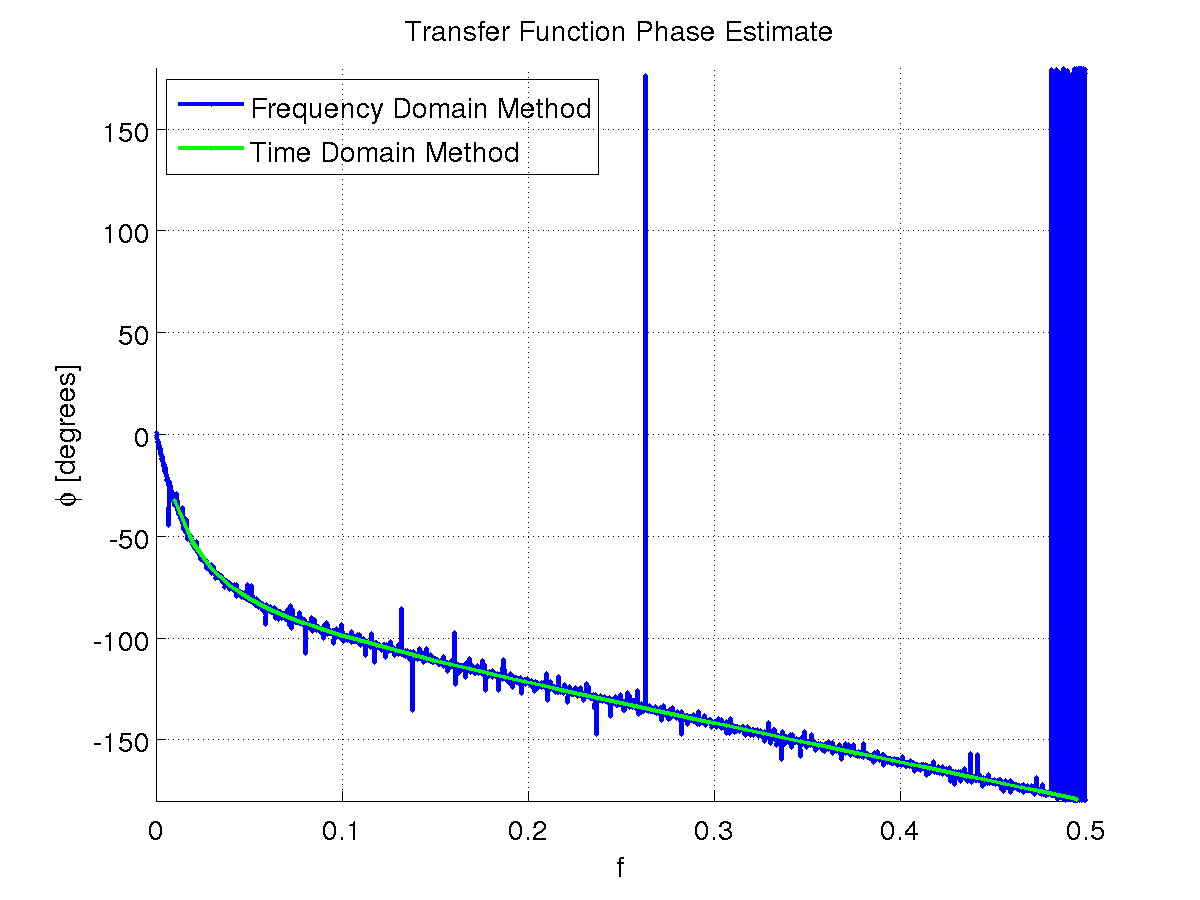 Transfer Function Phase Estimate
Frequency Domain Method
Time Domain Method
150
100
50
0
-50
-100
-150
ϕ [degrees]
0
0.1
0.2
0.3
0.4
0.5
f